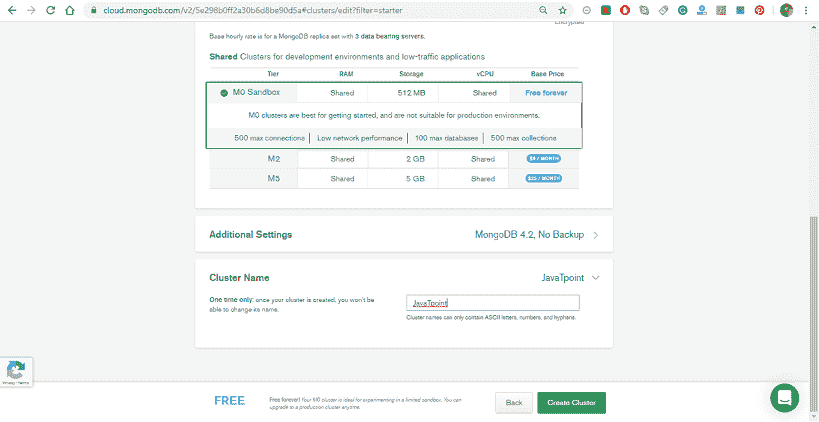 cloud.mongodb.com/v2/5e298b0ff2a30b6d8be90d5a#clusters/edit?filter=starter
Encrypted
Base hourly rate is for a MongoDB replica set with 3 data bearing servers.
Shared Clusters for development environments and low-traffic applications
Tier RAM Storage vCPU Base Price
M0 Sandbox Shared 512 MB Shared Free forever
M0 clusters are best for getting started, and are not suitable for production environments.
500 max connections Low network performance 100 max databases 500 max collections
M2 Shared 2 GB Shared $9 / MONTH
M5 Shared 5 GB Shared $25 / MONTH
Additional Settings MongoDB 4.2, No Backup
Cluster Name JavaTpoint
One time only: once your cluster is created, you won't be
able to change its name.
JavaTpoint
Cluster names can only contain ASCII letters, numbers, and hyphens.
Privacy - Terms
FREE
Free forever! Your M0 cluster is ideal for experimenting in a limited sandbox. You can
upgrade to a production cluster anytime.
Back Create Cluster